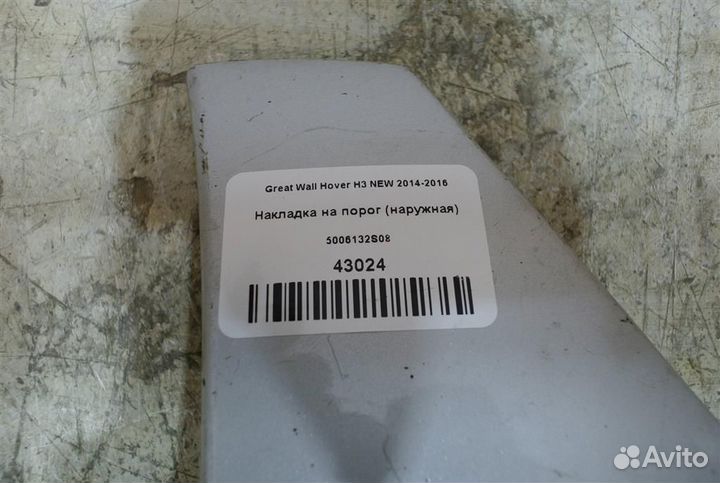 Great Wall Hover H3 NEW 2014-2016
Накладка на порог (наружная)
5006132S08
43024
Avito